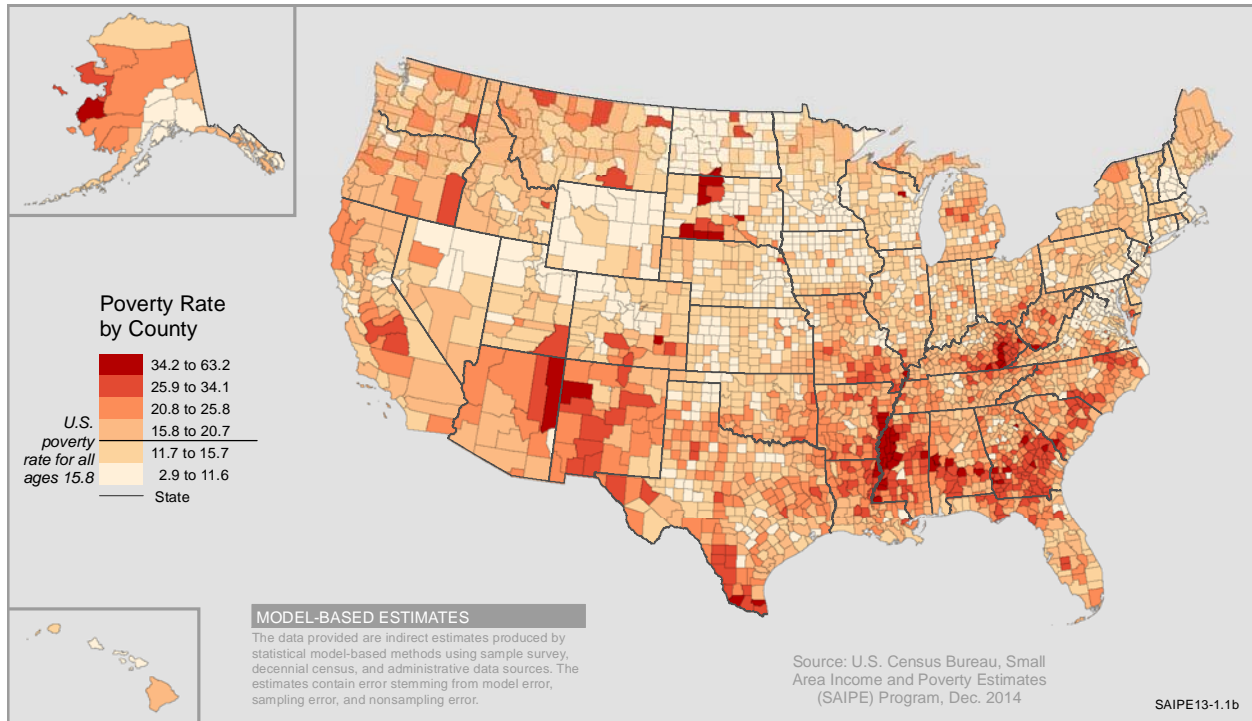 Poverty Rate
by County
34.2 to 63.2
25.9 to 34.1
20.8 to 25.8
15.8 to 20.7
11.7 to 15.7
2.9 to 11.6
State
U.S.
poverty
rate for all
ages 15.8
MODEL-BASED ESTIMATES
The data provided are indirect estimates produced by
statistical model-based methods using sample survey,
decennial census, and administrative data sources. The
estimates contain error stemming from model error,
sampling error, and nonsampling error.
Source: U.S. Census Bureau, Small
Area Income and Poverty Estimates
(SAIPE) Program, Dec. 2014
SAIPE13-1.1b